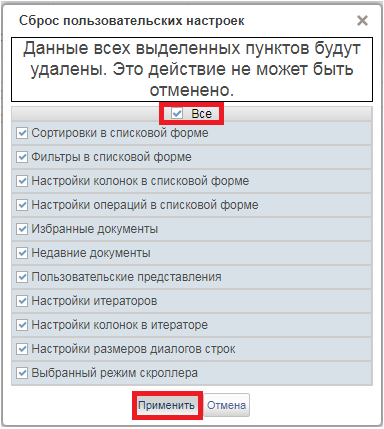 Сброс пользовательских настроек
Данные всех выделенных пунктов будут
удалены. Это действие не может быть
отменено.
Все
Сортировки в списковой форме
Фильтры в списковой форме
Настройки колонок в списковой форме
Настройки операций в списковой форме
Избранные документы
Недавние документы
Пользовательские представления
Настройки итераторов
Настройки колонок в итераторе
Настройки размеров диалогов строк
Выбранный режим скроллера
Применить Отмена